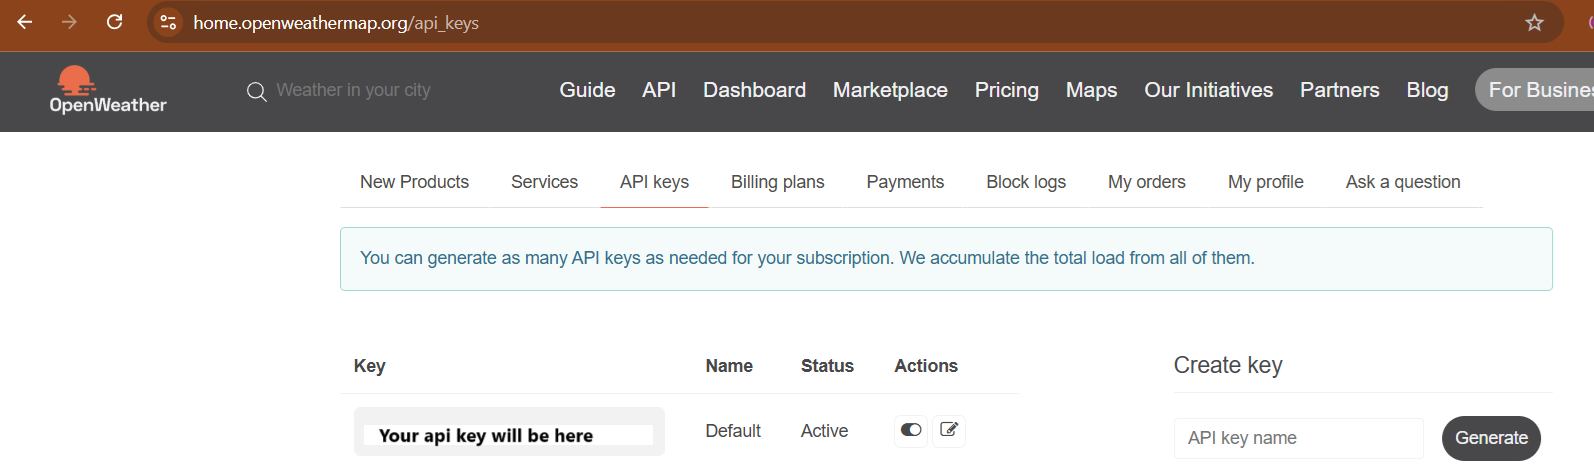 home.openweathermap.org/api_keys
OpenWeather
Weather in your city
Guide API Dashboard Marketplace Pricing Maps Our Initiatives Partners Blog For Busines
New Products Services API keys Billing plans Payments Block logs My orders My profile Ask a question
You can generate as many API keys as needed for your subscription. We accumulate the total load from all of them.
Key Name Status Actions
Your api key will be here Default Active
Create key
API key name Generate